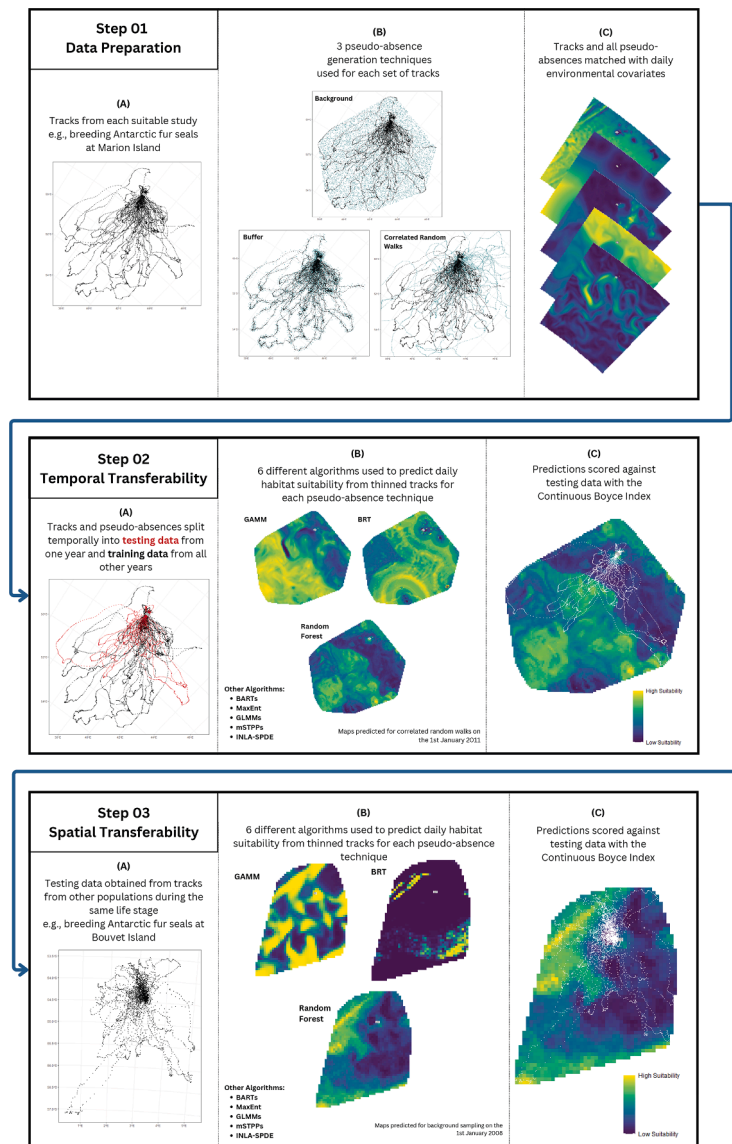 Step 01
Data Preparation
(A)
Tracks from each suitable study
e.g., breeding Antarctic fur seals
at Marion Island
(B)
3 pseudo-absence
generation techniques
used for each set of tracks
Background
Buffer
Correlated Random
Walks
(C)
Tracks and all pseudo-
absences matched with daily
environmental covariates
Step 02
Temporal Transferability
(A)
Tracks and pseudo-absences split
temporally into testing data from
one year and training data from all
other years
(B)
6 different algorithms used to predict daily
habitat suitability from thinned tracks for
each pseudo-absence technique
GAMM
BRT
Random
Forest
Other Algorithms:
• BARTs
• MaxEnt
• GLMMs
• mSTPPs
• INLA-SPDE
Maps predicted for correlated random walks on
the 1st January 2011
(C)
Predictions scored against
testing data with the
Continuous Boyce Index
High Suitability
Low Suitability
Step 03
Spatial Transferability
(A)
Testing data obtained from tracks
from other populations during the
same life stage
e.g., breeding Antarctic fur seals at
Bouvet Island
(B)
6 different algorithms used to predict daily habitat
suitability from thinned tracks for each pseudo-absence
technique
GAMM
BRT
Random
Forest
Other Algorithms:
• BARTs
• MaxEnt
• GLMMs
• mSTPPs
• INLA-SPDE
Maps predicted for background sampling on the
1st January 2008
(C)
Predictions scored against
testing data with the
Continuous Boyce Index
High Suitability
Low Suitability